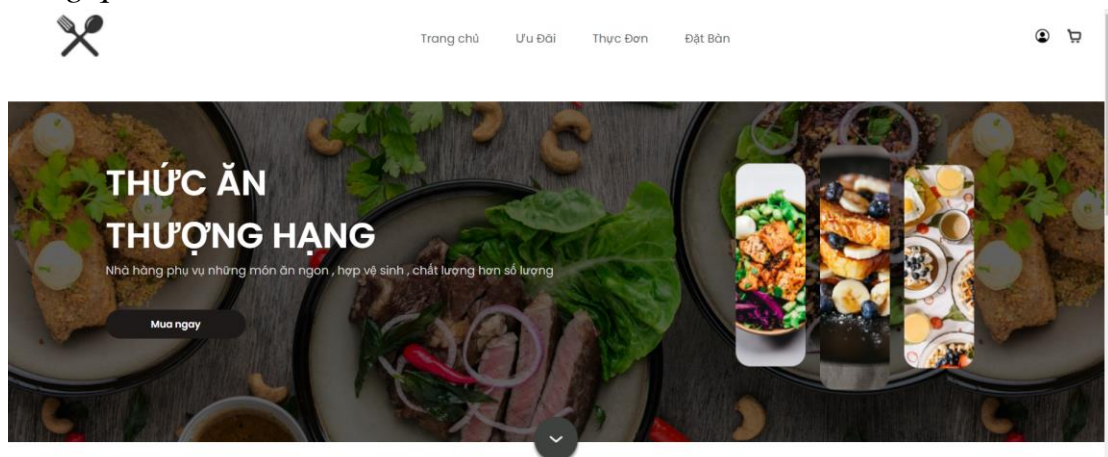 Trang chủ Ưu Đãi Thực Đơn Đặt Bàn
THỨC ĂN
THƯỢNG HẠNG
Nhà hàng phụ vụ những món ăn ngon , hợp vệ sinh , chất lượng hơn số lượng
Mua ngay